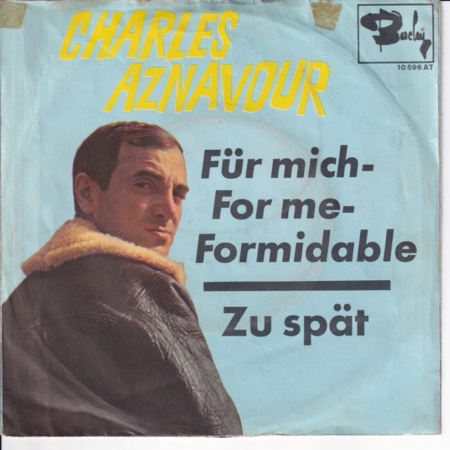 CHARLES
AZNAVOUR
Barclay
10 596 AT
Für mich-
For me-
Formidable
Zu spät